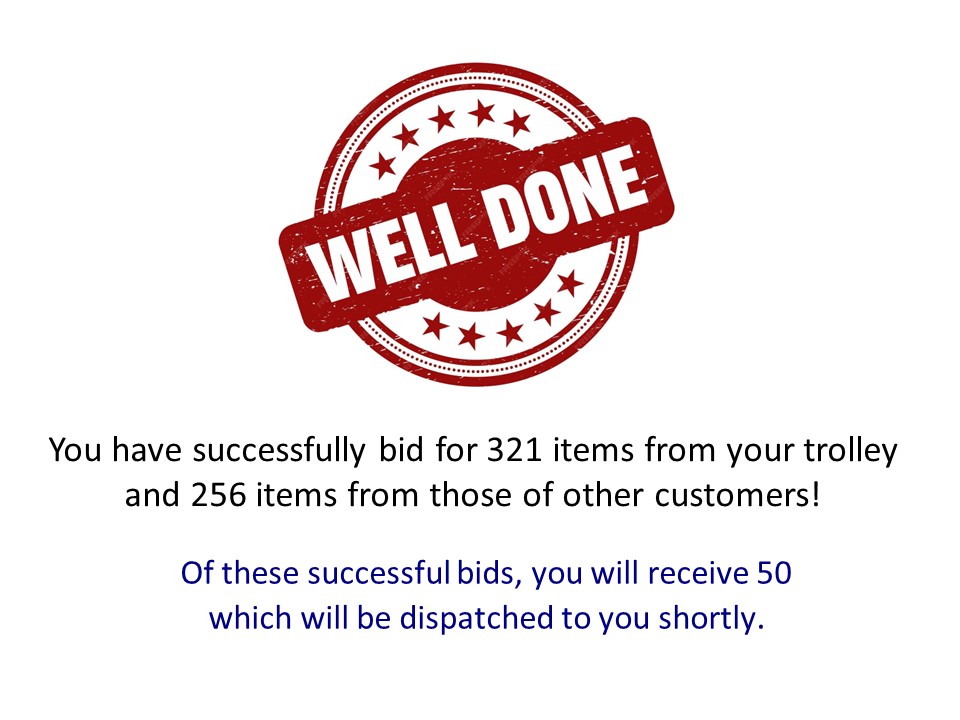 WELL DONE
You have successfully bid for 321 items from your trolley
and 256 items from those of other customers!
Of these successful bids, you will receive 50
which will be dispatched to you shortly.